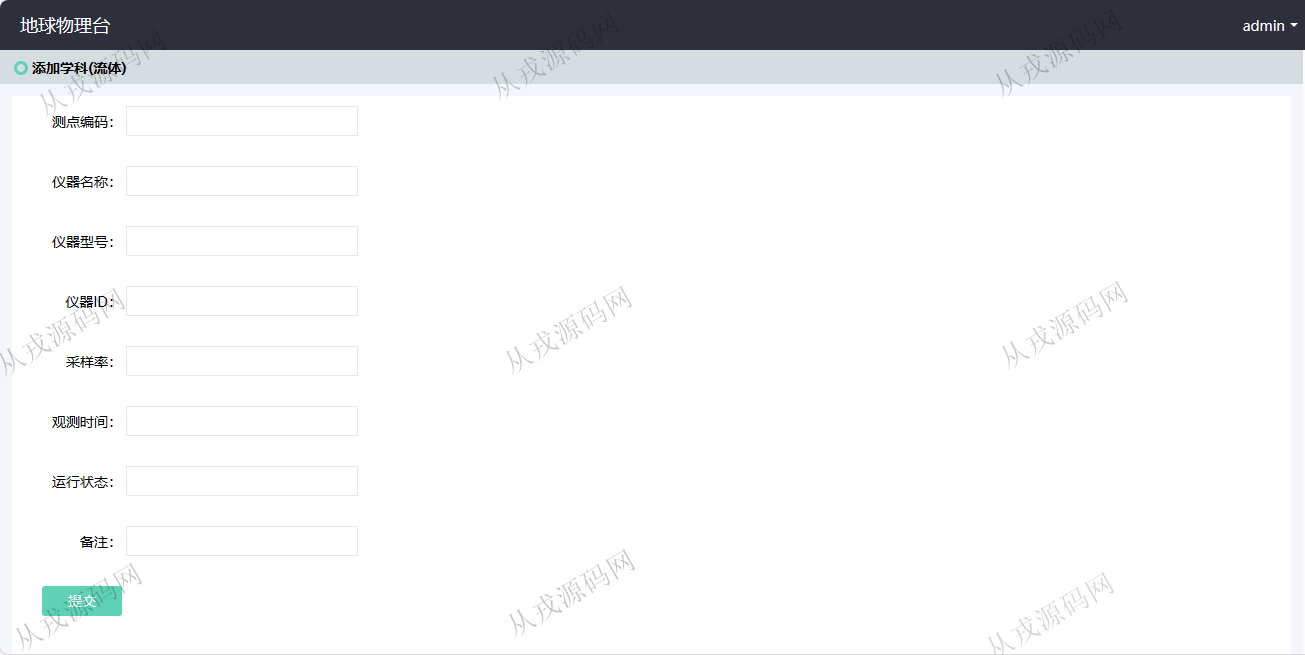 地球物理台
admin
添加学科(流体)
从戎源码网
从戎源码网
从戎源码网
测点编码：
仪器名称：
仪器型号：
仪器ID：
从戎源码网
从戎源码网
从戎源码网
采样率：
观测时间：
运行状态：
备注：
提交
从戎源码网
从戎源码网
从戎源码网